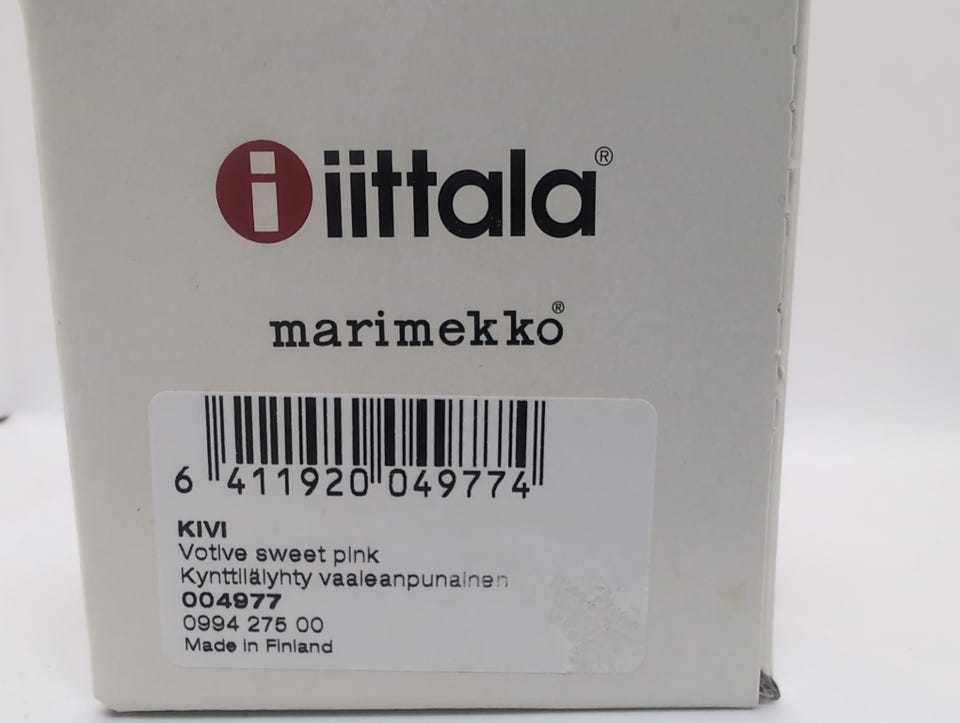 i iittala®
marimekko®
6 411920 049774
KIVI
Votive sweet pink
Kynttilälyhty vaaleanpunainen
004977
0994 275 00
Made in Finland